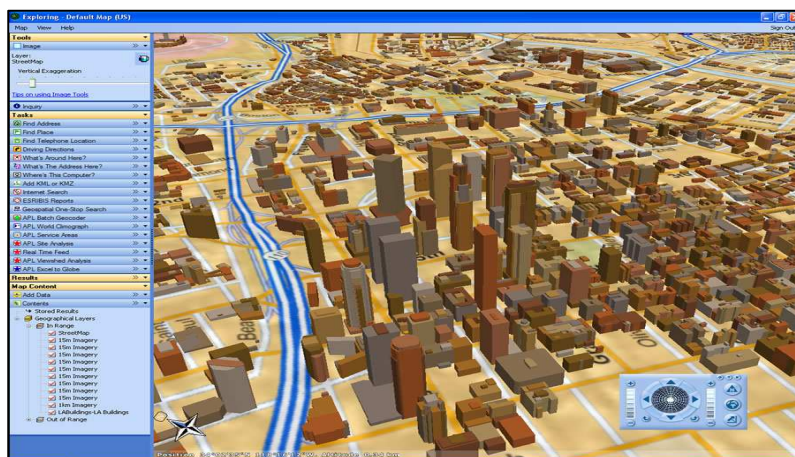 Exploring - Default Map (US)
Map View Help
Sign Out
Tools
Image
Layer:
StreetMap
Vertical Exaggeration
Tips on using Image Tools
Inquiry
Tasks
Find Address
Find Place
Find Telephone Location
Driving Directions
What's Around Here?
What's The Address Here?
Where's This Computer?
Add KML or KMZ
Internet Search
ESRIBIS Reports
Geospatial One-Stop Search
APL Batch Geocoder
APL World Climograph
APL Service Areas
APL Site Analysis
Real Time Feed
APL Viewshed Analysis
APL Excel to Globe
Results
Map Content
Add Data
Contents
Stored Results
Geographical Layers
In Range
StreetMap
15m Imagery
15m Imagery
15m Imagery
15m Imagery
15m Imagery
15m Imagery
15m Imagery
1km Imagery
LABuildings-LA Buildings
Out of Range